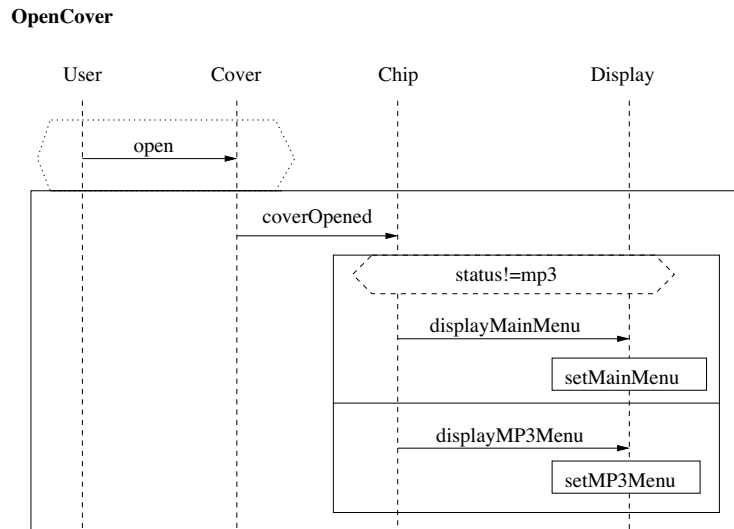 OpenCover
User Cover Chip Display
open
coverOpened
status!=mp3
displayMainMenu
setMainMenu
displayMP3Menu
setMP3Menu